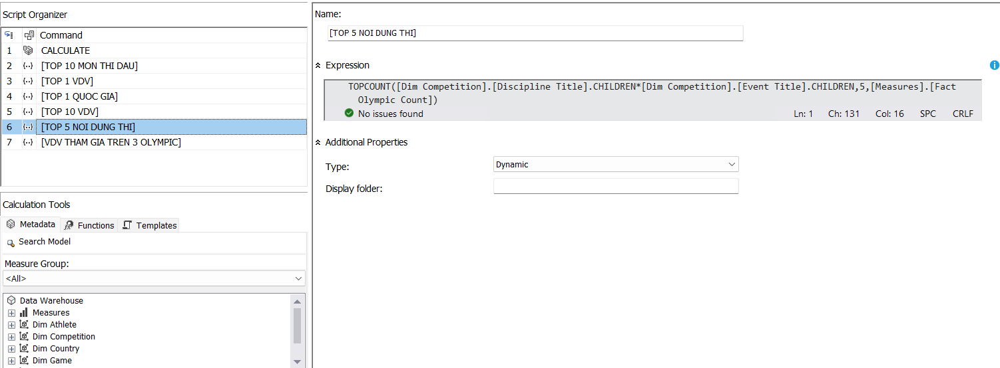 Script Organizer
Command
1 CALCULATE
2 [TOP 10 MON THI DAU]
3 [TOP 1 VDV]
4 [TOP 1 QUOC GIA]
5 [TOP 10 VDV]
6 [TOP 5 NOI DUNG THI]
7 [VDV THAM GIA TREN 3 OLYMPIC]
Calculation Tools
Metadata Functions Templates
Search Model
Measure Group:
<All>
Data Warehouse
Measures
Dim Athlete
Dim Competition
Dim Country
Dim Game
Name:
[TOP 5 NOI DUNG THI]
Expression
TOPCOUNT([Dim Competition].[Discipline Title].CHILDREN*[Dim Competition].[Event Title].CHILDREN,5,[Measures].[Fact
Olympic Count])
No issues found Ln: 1 Ch: 131 Col: 16 SPC CRLF
Additional Properties
Type: Dynamic
Display folder: